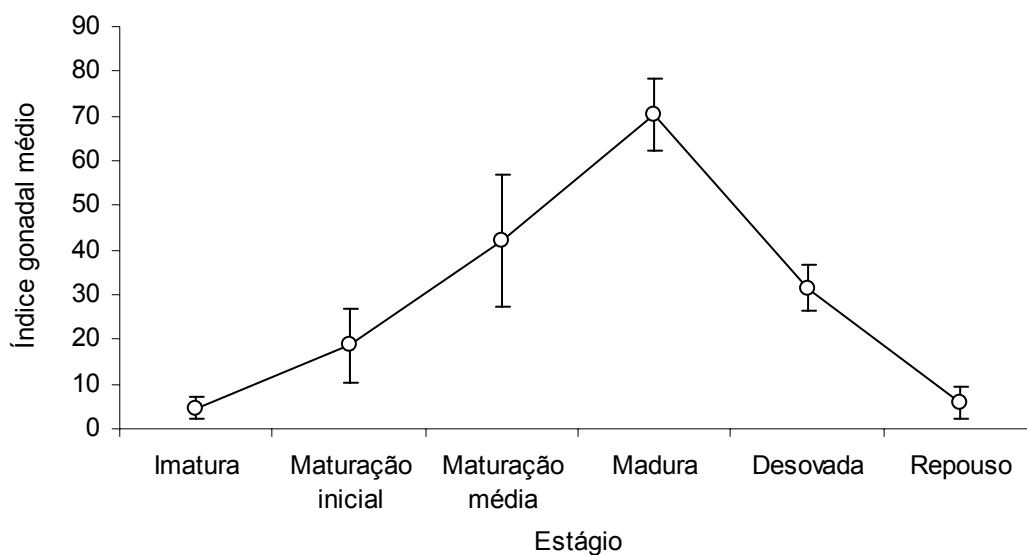 90
80
70
60
50
40
30
20
10
0
Índice gonadal médio
Imatura
Maturação
inicial
Maturação
média
Madura
Desovada
Repouso
Estágio